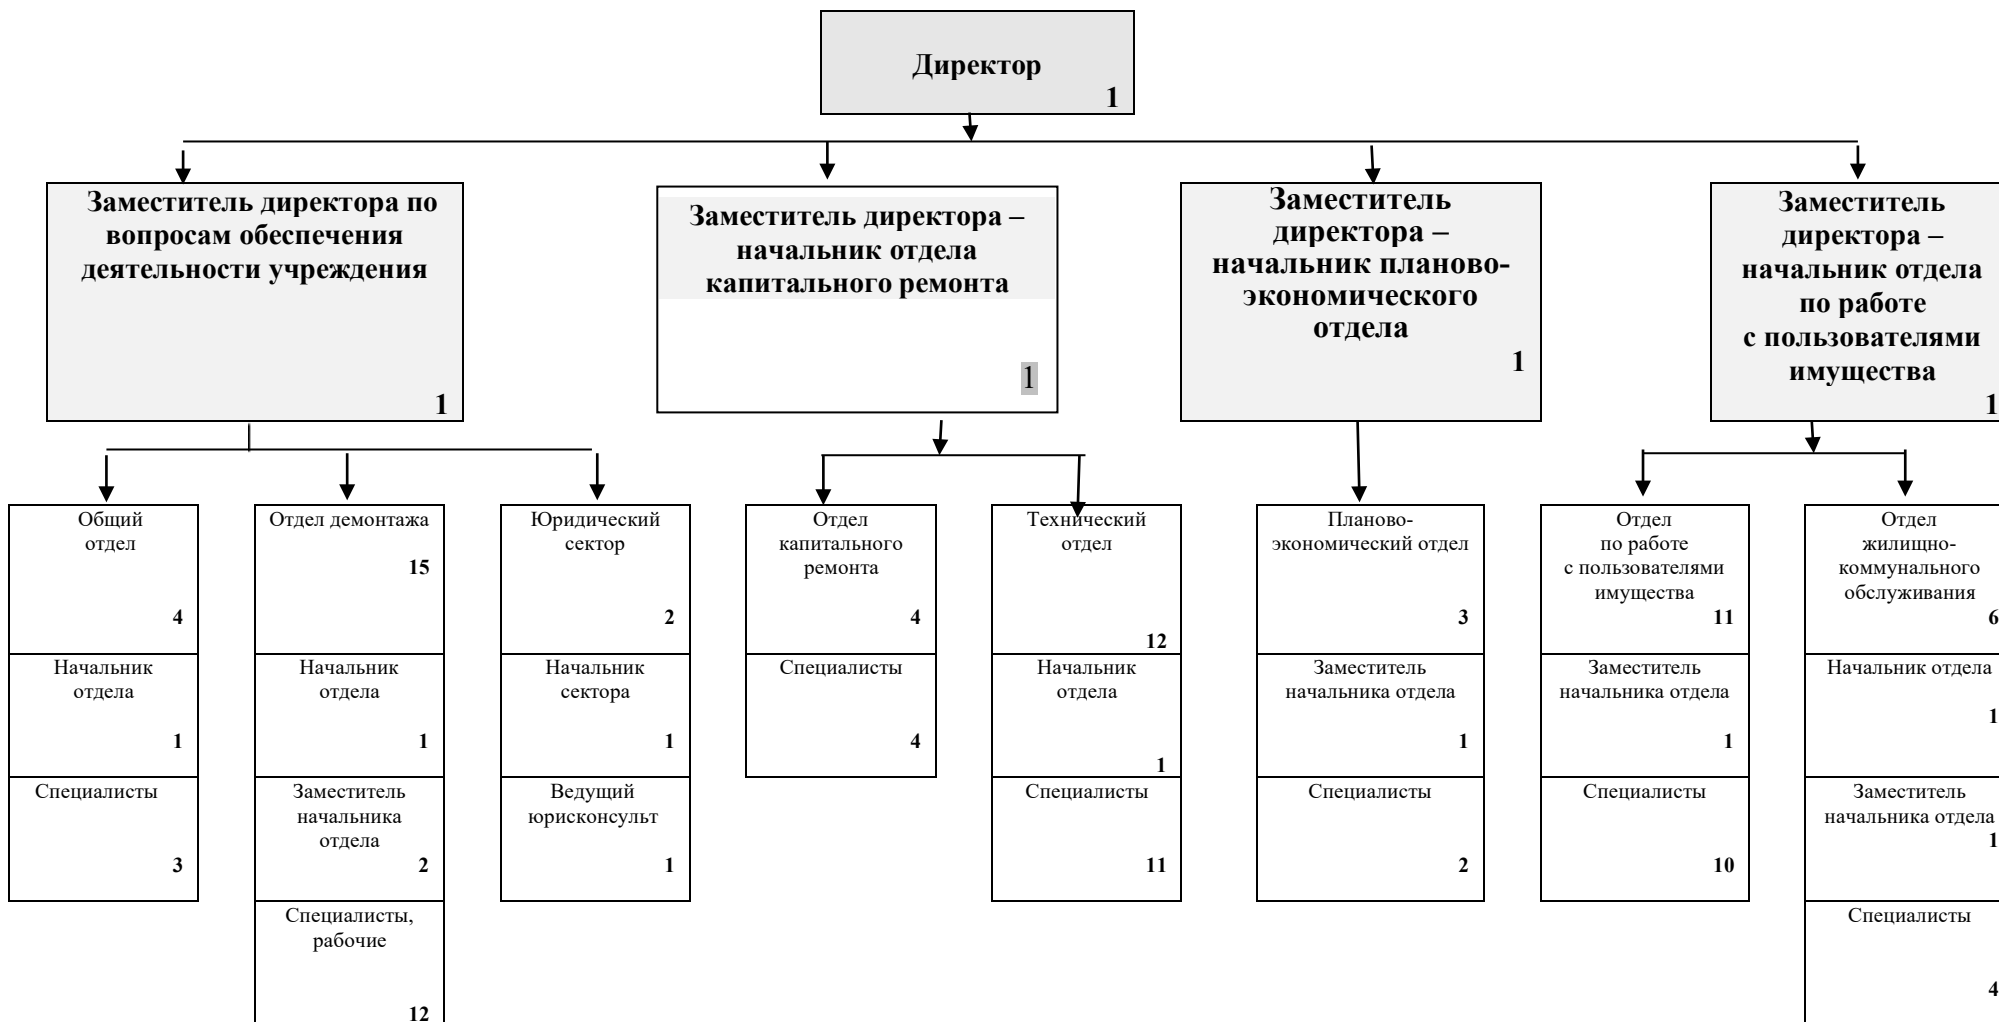 Директор
1
Заместитель директора по
вопросам обеспечения
деятельности учреждения
1
Заместитель директора –
начальник отдела
капитального ремонта
1
Заместитель
директора –
начальник планово-
экономического
отдела
1
Заместитель
директора –
начальник отдела
по работе
с пользователями
имущества
1
Общий
отдел
4
Начальник
отдела
1
Специалисты
3
Отдел демонтажа
15
Начальник
отдела
1
Заместитель
начальника
отдела
2
Специалисты,
рабочие
12
Юридический
сектор
2
Начальник
сектора
1
Ведущий
юрисконсульт
1
Отдел
капитального
ремонта
4
Специалисты
4
Технический
отдел
12
Начальник
отдела
1
Специалисты
11
Планово-
экономический отдел
3
Заместитель
начальника отдела
1
Специалисты
2
Отдел
по работе
с пользователями
имущества
11
Заместитель
начальника отдела
1
Специалисты
10
Отдел
жилищно-
коммунального
обслуживания
6
Начальник отдела
1
Заместитель
начальника отдела
1
Специалисты
4